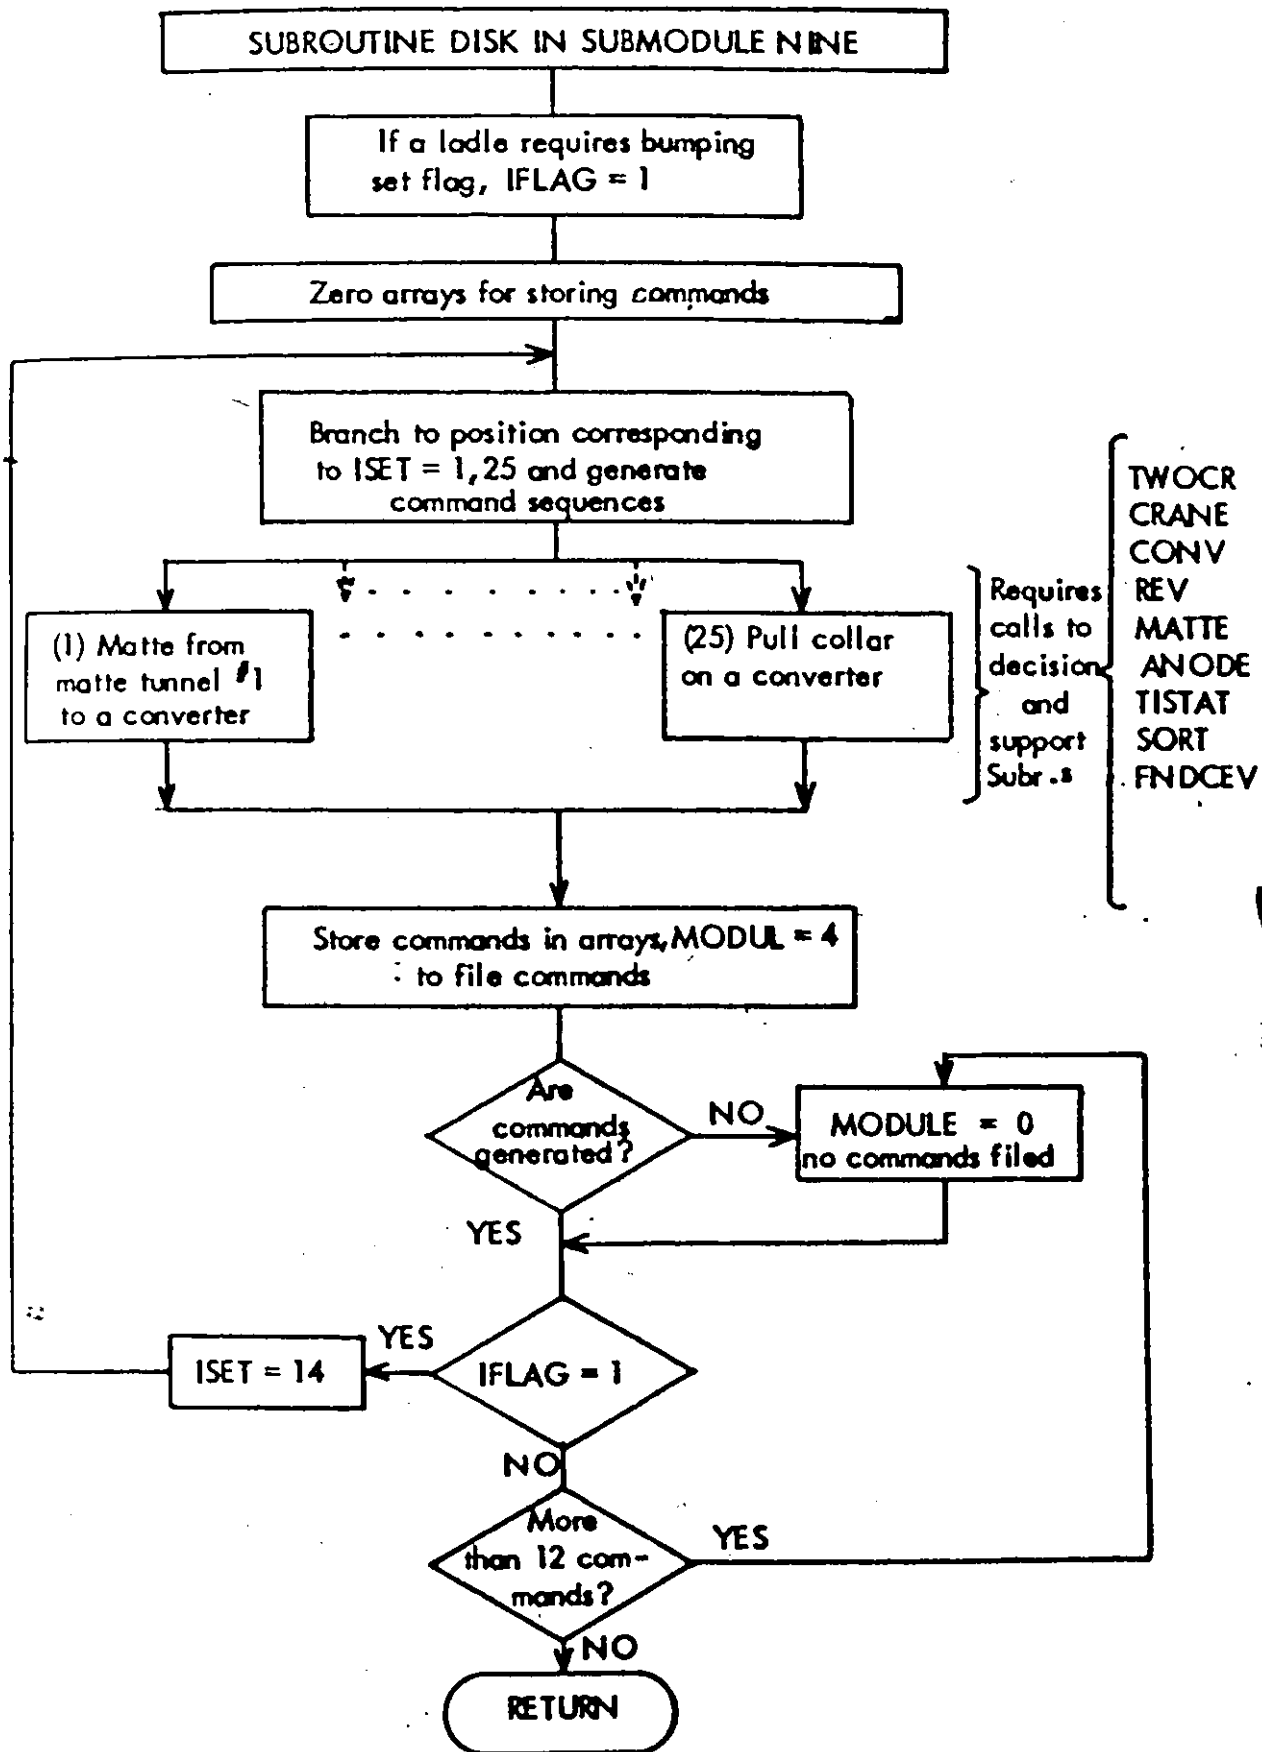 SUBROUTINE DISK IN SUBMODULE NINE
If a ladle requires bumping
set flag, IFLAG = 1
Zero arrays for storing commands
Branch to position corresponding
to ISET = 1,25 and generate
command sequences
(1) Matte from
matte tunnel #1
to a converter
(25) Pull collar
on a converter
Requires
calls to
decision
and
support
Subr.s
TWOCR
CRANE
CONV
REV
MATTE
ANODE
TISTAT
SORT
FNDCEV
Store commands in arrays, MODUL = 4
to file commands
Are
commands
generated?
NO
MODULE = 0
no commands filed
YES
IFLAG = 1
YES
ISET = 14
NO
More
than 12 com-
mands?
YES
NO
RETURN